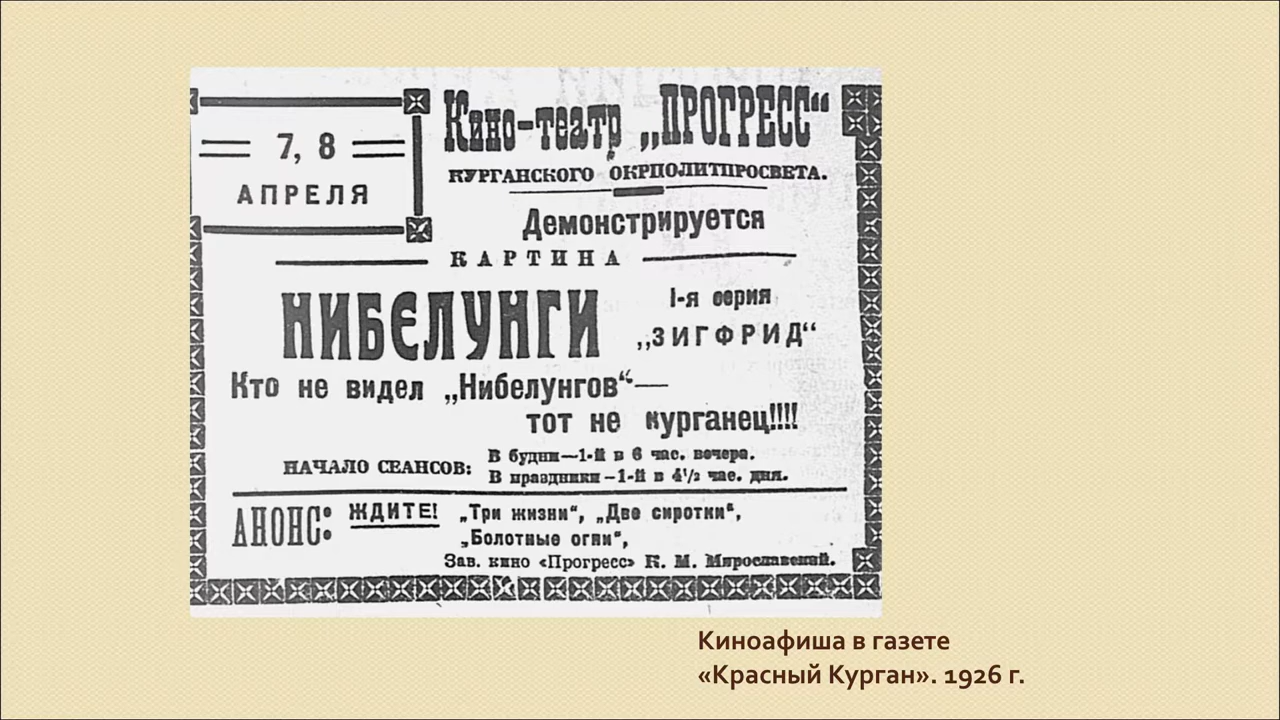 7, 8
АПРЕЛЯ
Кино-театр „ПРОГРЕСС“
КУРГАНСКОГО ОКРПОЛИТПРОСВЕТА.
Демонстрируется
КАРТИНА
НИБЕЛУНГИ
I-я серия
„ЗИГФРИД“
Кто не видел „Нибелунгов“—
тот не курганец!!!!
НАЧАЛО СЕАНСОВ:
В будни—1-й в 6 час. вечера.
В праздники—1-й в 4½ час. дня.
АНОНС: ЖДИТЕ! „Три жизни“, „Две сиротки“,
„Болотные огни“,
Зав. кино «Прогресс» К. М. Мирославский.
Киноафиша в газете
«Красный Курган». 1926 г.